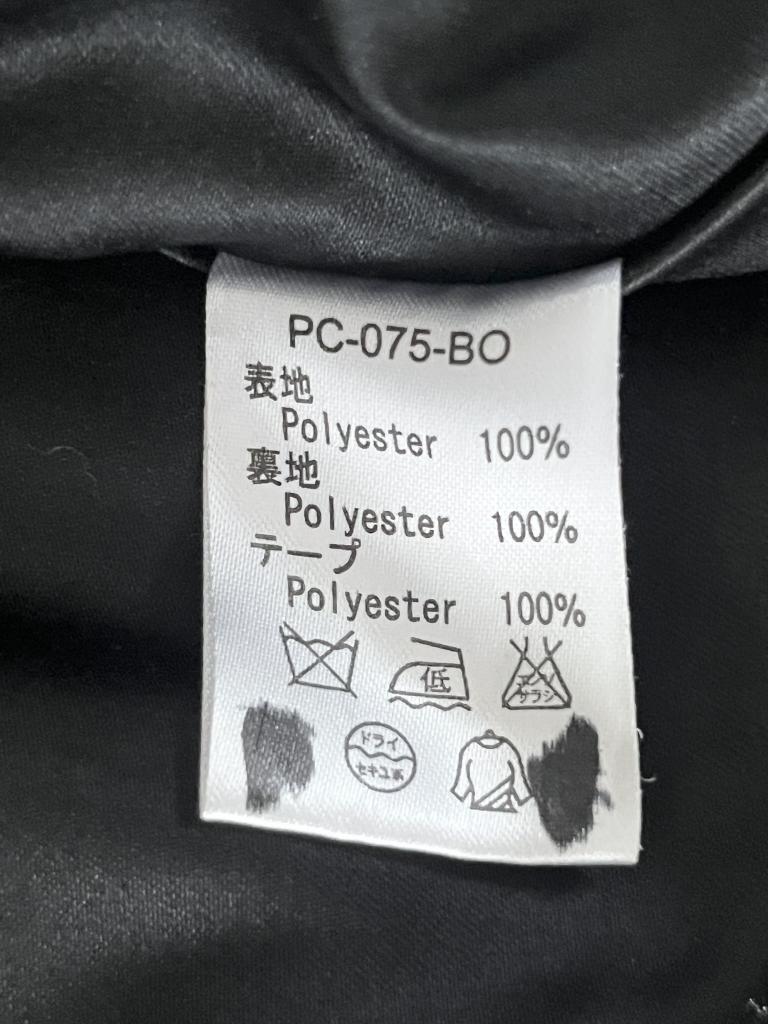 PC-075-BO
表地
Polyester 100%
裏地
Polyester 100%
テープ
Polyester 100%
低
エンソ
サラシ
ドライ
セキユ系